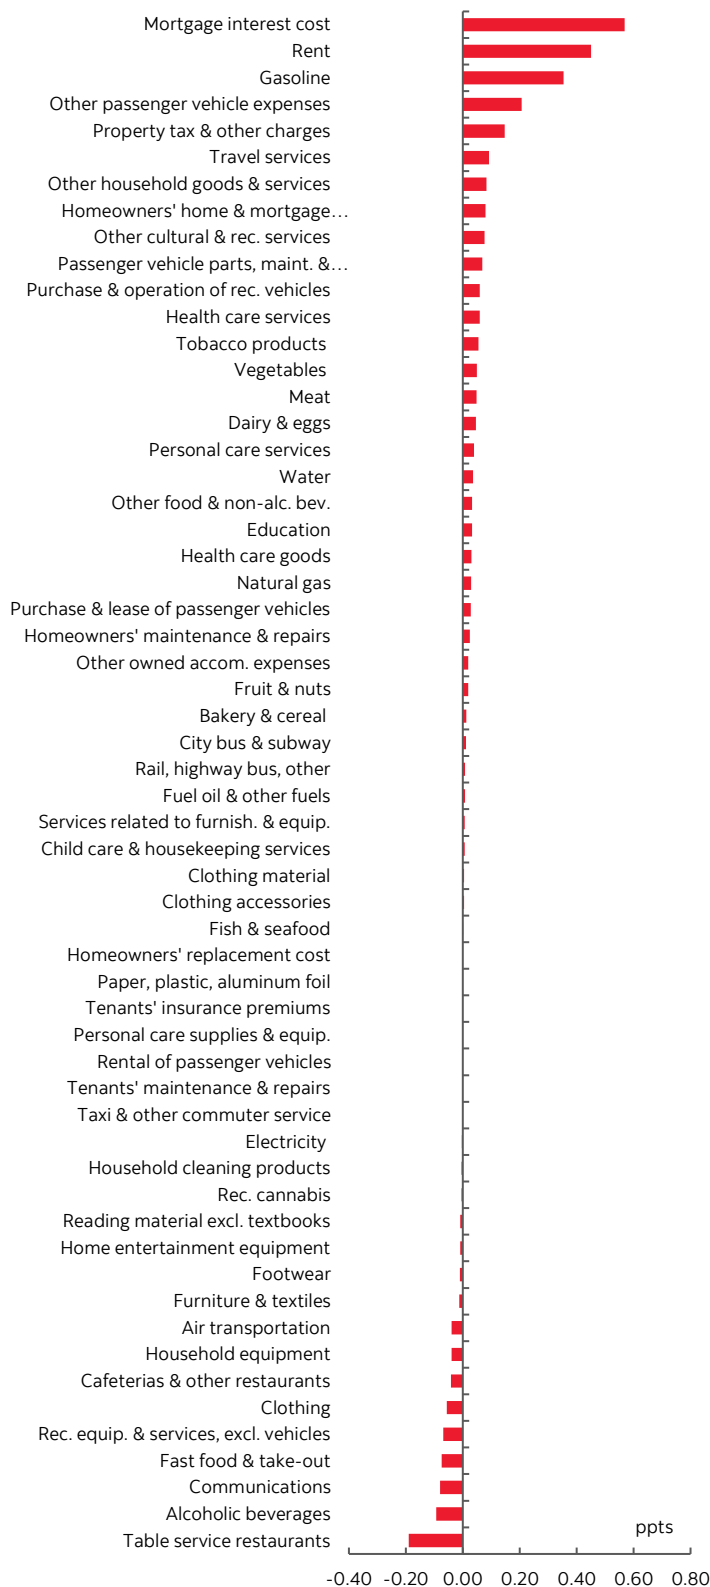 Mortgage interest cost
Rent
Gasoline
Other passenger vehicle expenses
Property tax & other charges
Travel services
Other household goods & services
Homeowners' home & mortgage…
Other cultural & rec. services
Passenger vehicle parts, maint. &…
Purchase & operation of rec. vehicles
Health care services
Tobacco products
Vegetables
Meat
Dairy & eggs
Personal care services
Water
Other food & non-alc. bev.
Education
Health care goods
Natural gas
Purchase & lease of passenger vehicles
Homeowners' maintenance & repairs
Other owned accom. expenses
Fruit & nuts
Bakery & cereal
City bus & subway
Rail, highway bus, other
Fuel oil & other fuels
Services related to furnish. & equip.
Child care & housekeeping services
Clothing material
Clothing accessories
Fish & seafood
Homeowners' replacement cost
Paper, plastic, aluminum foil
Tenants' insurance premiums
Personal care supplies & equip.
Rental of passenger vehicles
Tenants' maintenance & repairs
Taxi & other commuter service
Electricity
Household cleaning products
Rec. cannabis
Reading material excl. textbooks
Home entertainment equipment
Footwear
Furniture & textiles
Air transportation
Household equipment
Cafeterias & other restaurants
Clothing
Rec. equip. & services, excl. vehicles
Fast food & take-out
Communications
Alcoholic beverages
ppts
Table service restaurants
-0.40 -0.20 0.00 0.20 0.40 0.60 0.80